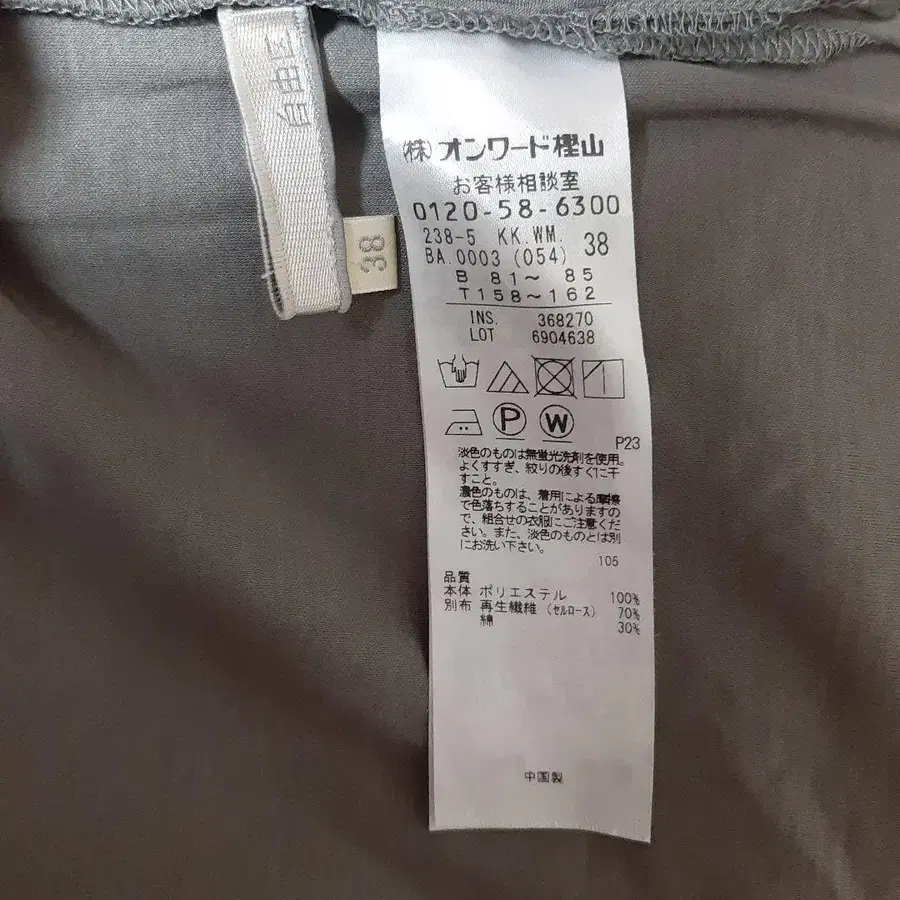 自由区
38
(株)オンワード樫山
お客様相談室
0120-58-6300
238-5 KK.WM. 38
BA.0003 (054)
B 81～ 85
T158～162
INS. 368270
LOT 6904638
P
W
P23
淡色のものは無蛍光洗剤を使用。
よくすすぎ、絞りの後すぐに干
すこと。
濃色のものは、着用による摩擦
で色落ちすることがありますの
で、組合せの衣服にご注意くだ
さい。また、淡色のものとは別
にお洗い下さい。
105
品質
本体 ポリエステル 100%
別布 再生繊維（セルロース） 70%
綿 30%
中国製